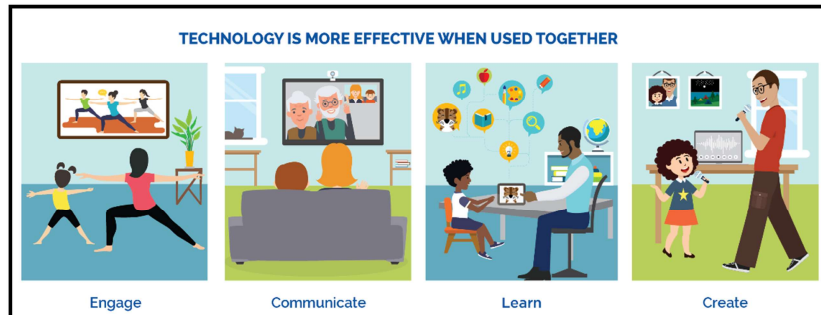 TECHNOLOGY IS MORE EFFECTIVE WHEN USED TOGETHER
Engage
Communicate
Learn
Create